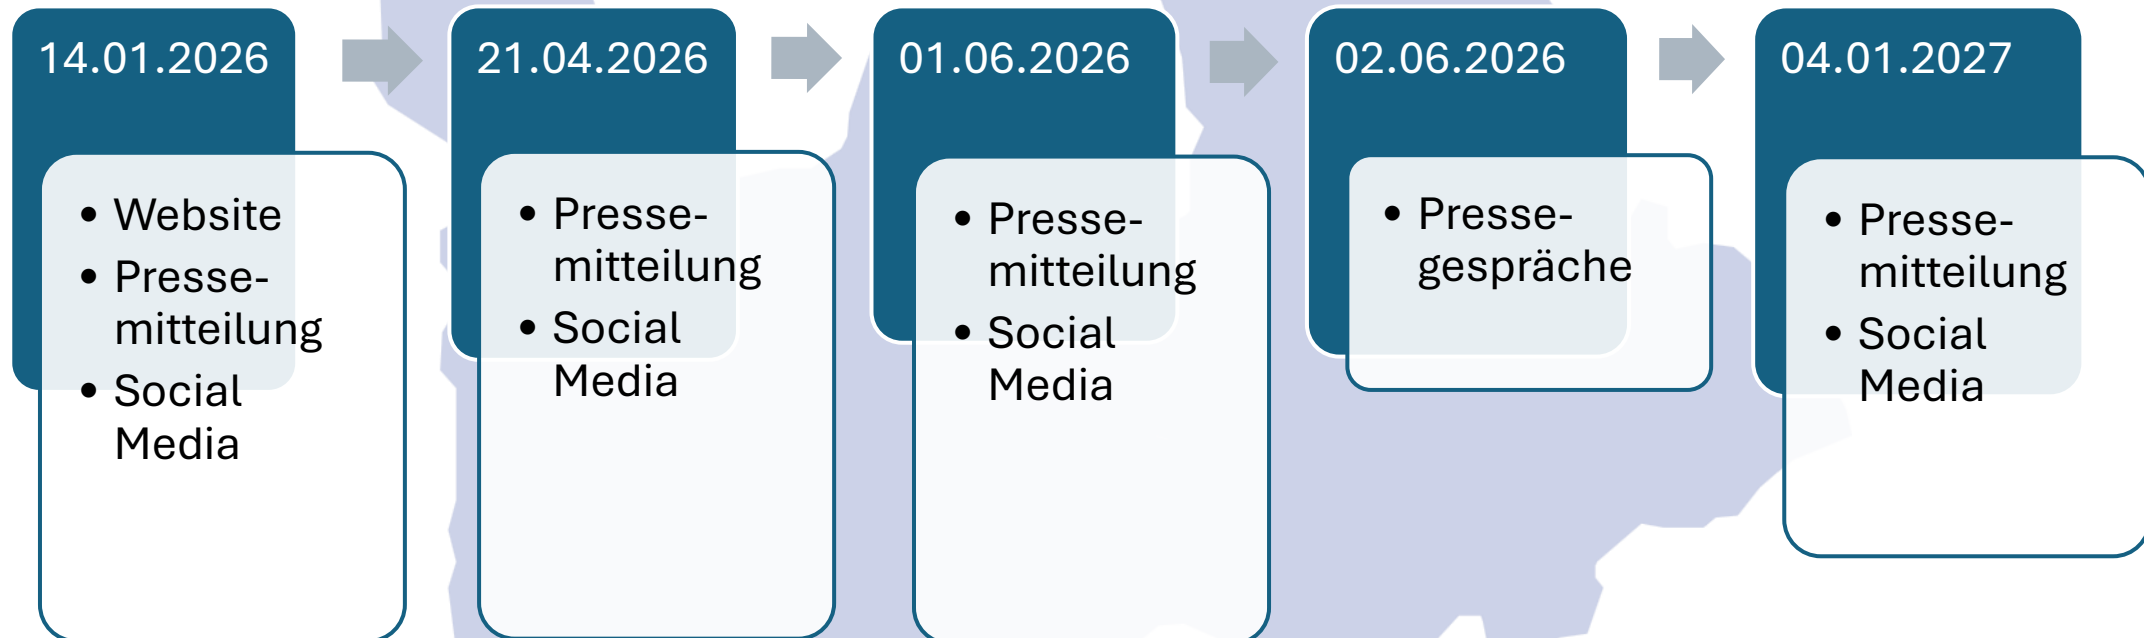 14.01.2026
• Website
• Presse-
mitteilung
• Social
Media
21.04.2026
• Presse-
mitteilung
• Social
Media
01.06.2026
• Presse-
mitteilung
• Social
Media
02.06.2026
• Presse-
gespräche
04.01.2027
• Presse-
mitteilung
• Social
Media